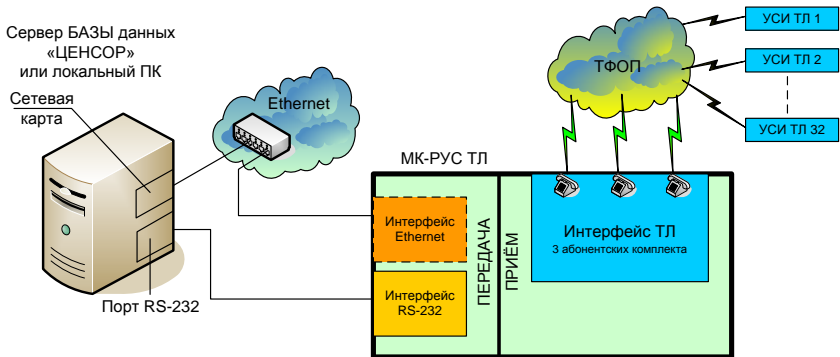 Сервер БАЗЫ данных
«ЦЕНСОР»
или локальный ПК
Сетевая
карта
Порт RS-232
Ethernet
МК-РУС ТЛ
Интерфейс
Ethernet
Интерфейс
RS-232
ПЕРЕДАЧА
ПРИЁМ
Интерфейс ТЛ
3 абонентских комплекта
ТФОП
УСИ ТЛ 1
УСИ ТЛ 2
УСИ ТЛ 32